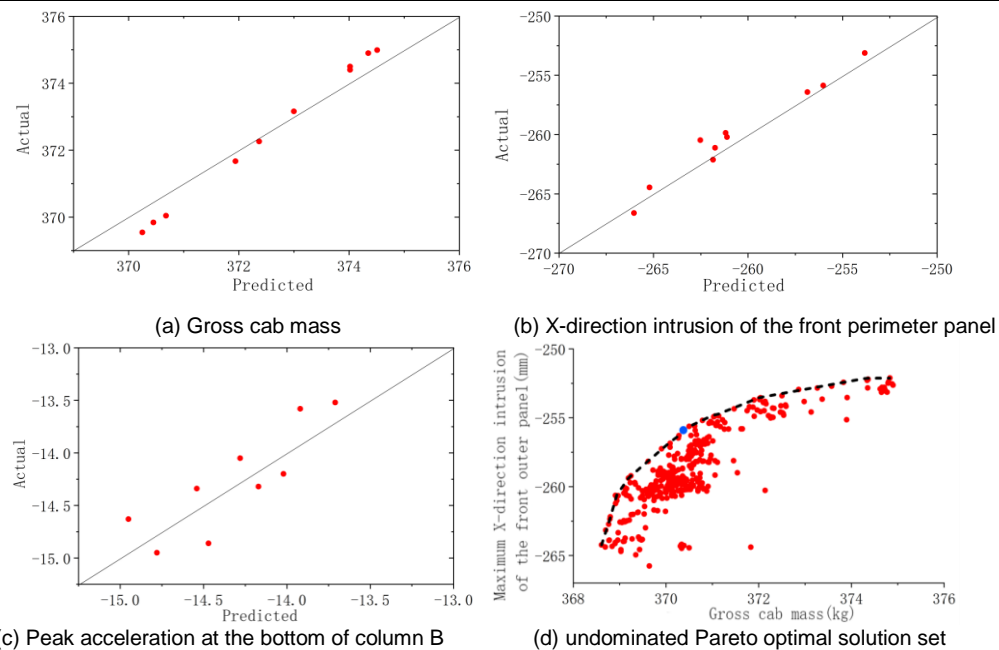 376
374
372
370
Actual
370
372
374
376
Predicted
(a) Gross cab mass
-250
-255
-260
-265
-270
Actual
-270
-265
-260
-255
-250
Predicted
(b) X-direction intrusion of the front perimeter panel
-13.0
-13.5
-14.0
-14.5
-15.0
Actual
-15.0
-14.5
-14.0
-13.5
-13.0
Predicted
(c) Peak acceleration at the bottom of column B
-250
-255
-260
-265
Maximum X-direction intrusion
of the front outer panel(mm)
368
370
372
374
376
Gross cab mass(kg)
(d) undominated Pareto optimal solution set